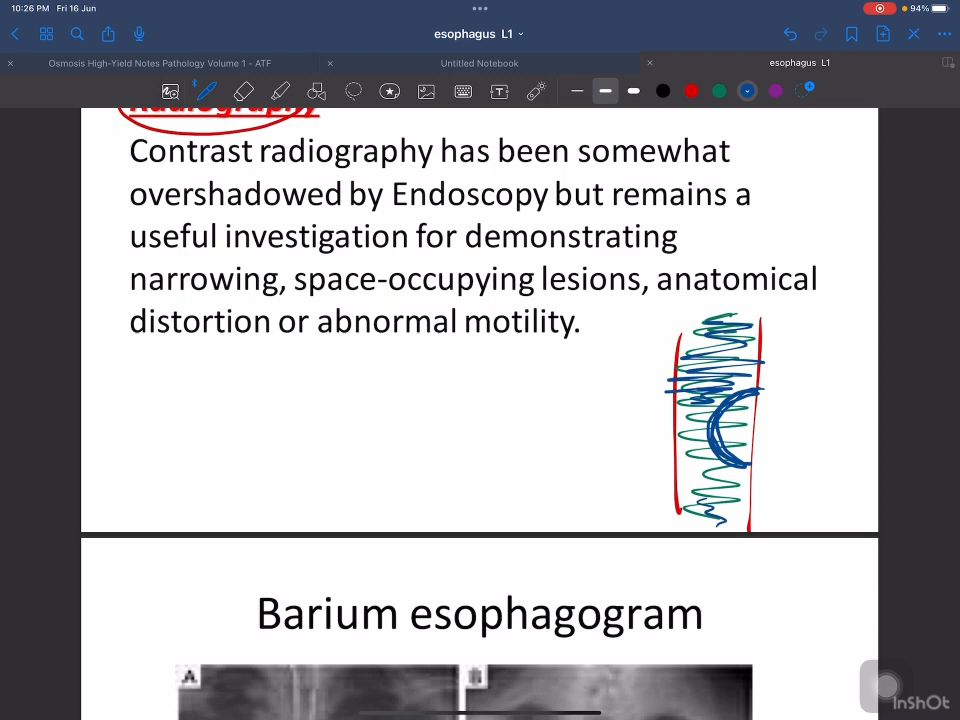 10:26 PM Fri 16 Jun
94%
esophagus L1
Osmosis High-Yield Notes Pathology Volume 1 - ATF
Untitled Notebook
esophagus L1
Radiography
Contrast radiography has been somewhat
overshadowed by Endoscopy but remains a
useful investigation for demonstrating
narrowing, space-occupying lesions, anatomical
distortion or abnormal motility.
Barium esophagogram
A
B
InShOt